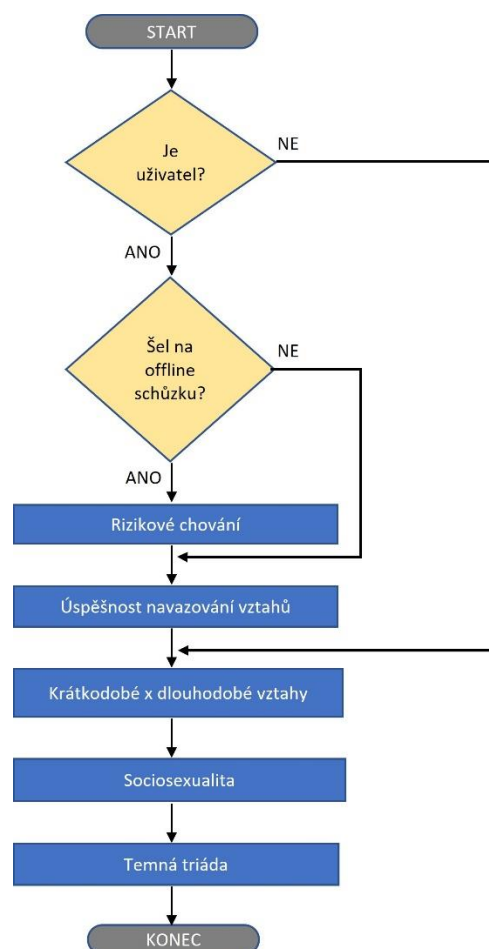 START
Je
uživatel?
NE
ANO
Šel na
offline
schůzku?
NE
ANO
Rizikové chování
Úspěšnost navazování vztahů
Krátkodobé x dlouhodobé vztahy
Sociosexualita
Temná triáda
KONEC